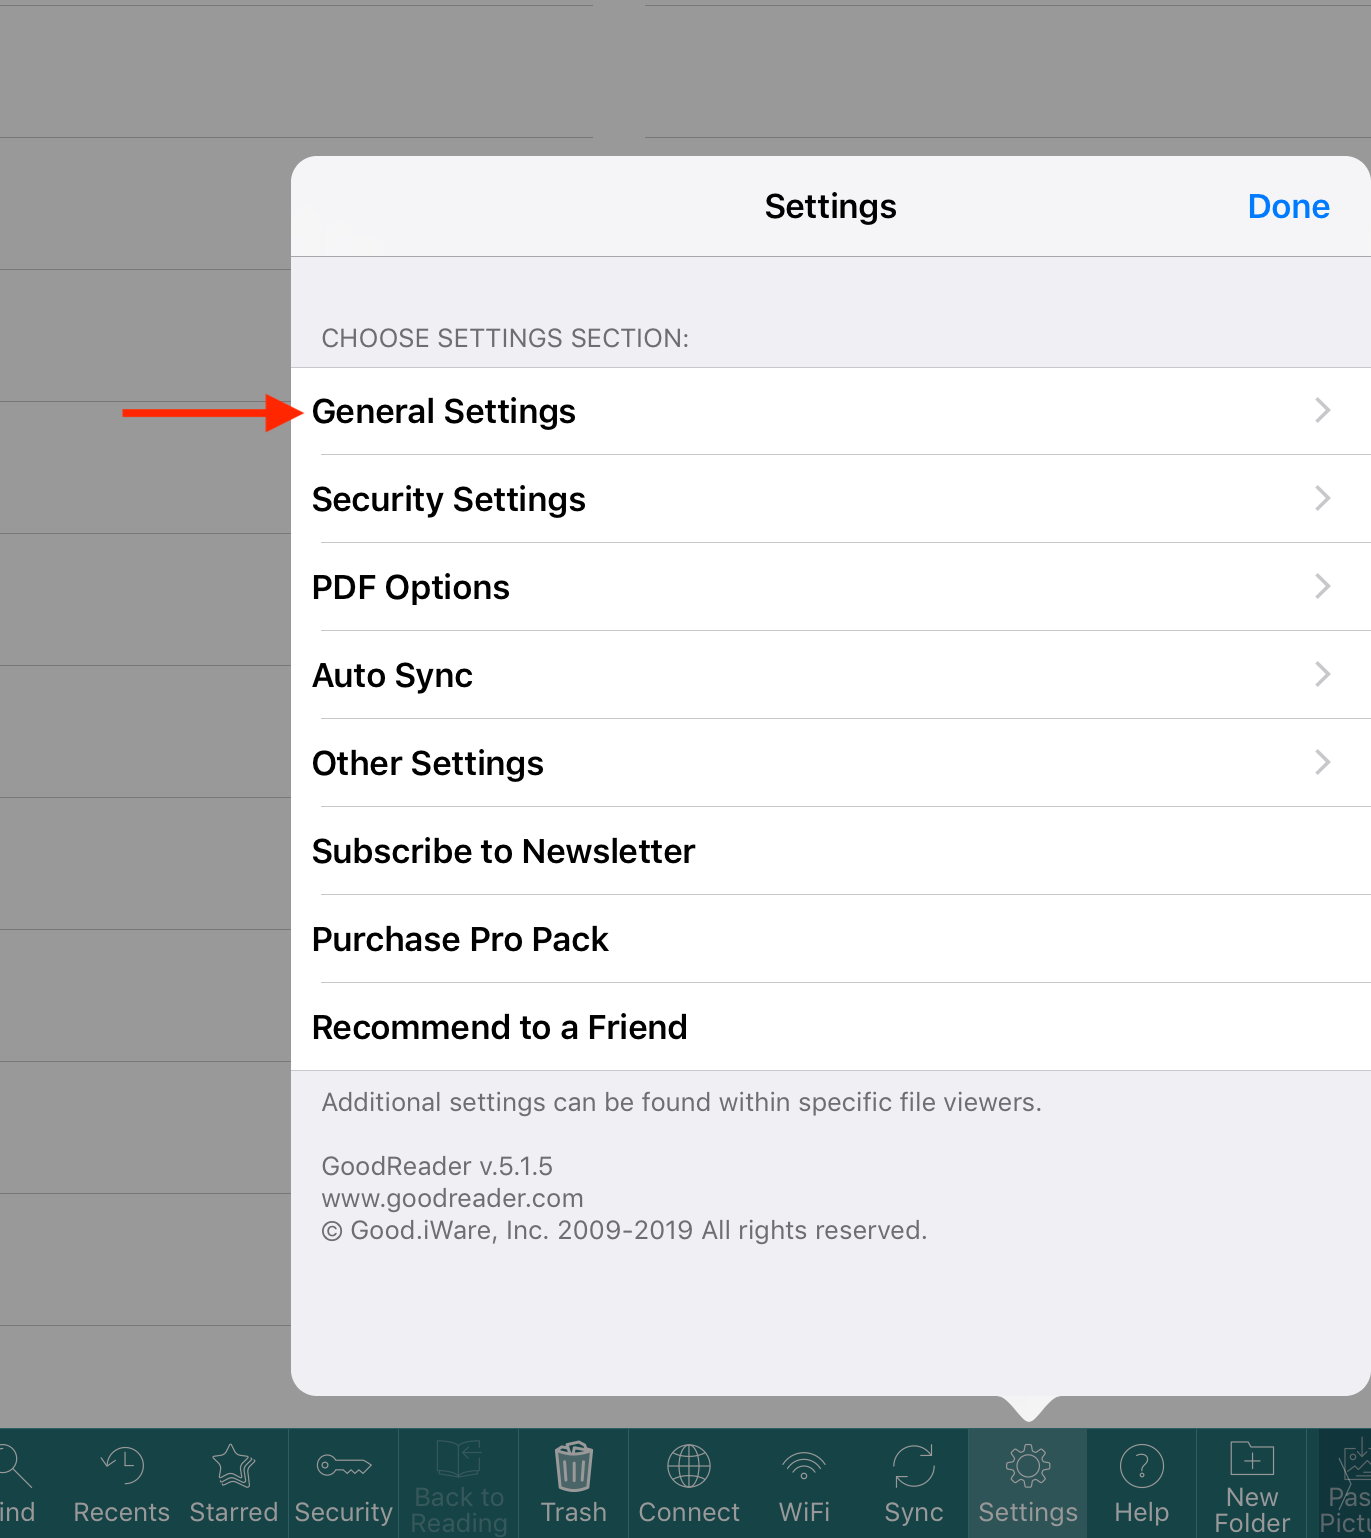 Settings
Done
CHOOSE SETTINGS SECTION:
General Settings
Security Settings
PDF Options
Auto Sync
Other Settings
Subscribe to Newsletter
Purchase Pro Pack
Recommend to a Friend
Additional settings can be found within specific file viewers.
GoodReader v.5.1.5
www.goodreader.com
© Good.iWare, Inc. 2009-2019 All rights reserved.
ind
Recents
Starred
Security
Back to
Reading
Trash
Connect
WiFi
Sync
Settings
Help
New
Folder
Pas
Pict